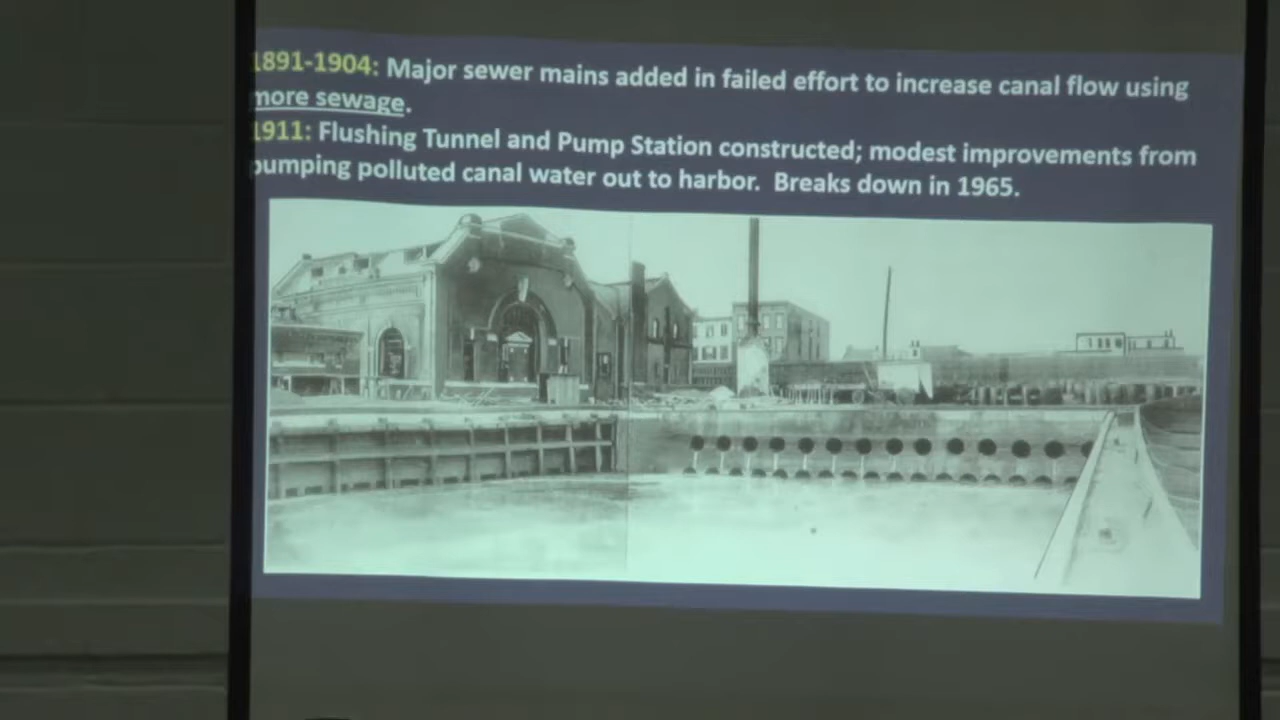 1891-1904: Major sewer mains added in failed effort to increase canal flow using
more sewage.
1911: Flushing Tunnel and Pump Station constructed; modest improvements from
pumping polluted canal water out to harbor. Breaks down in 1965.